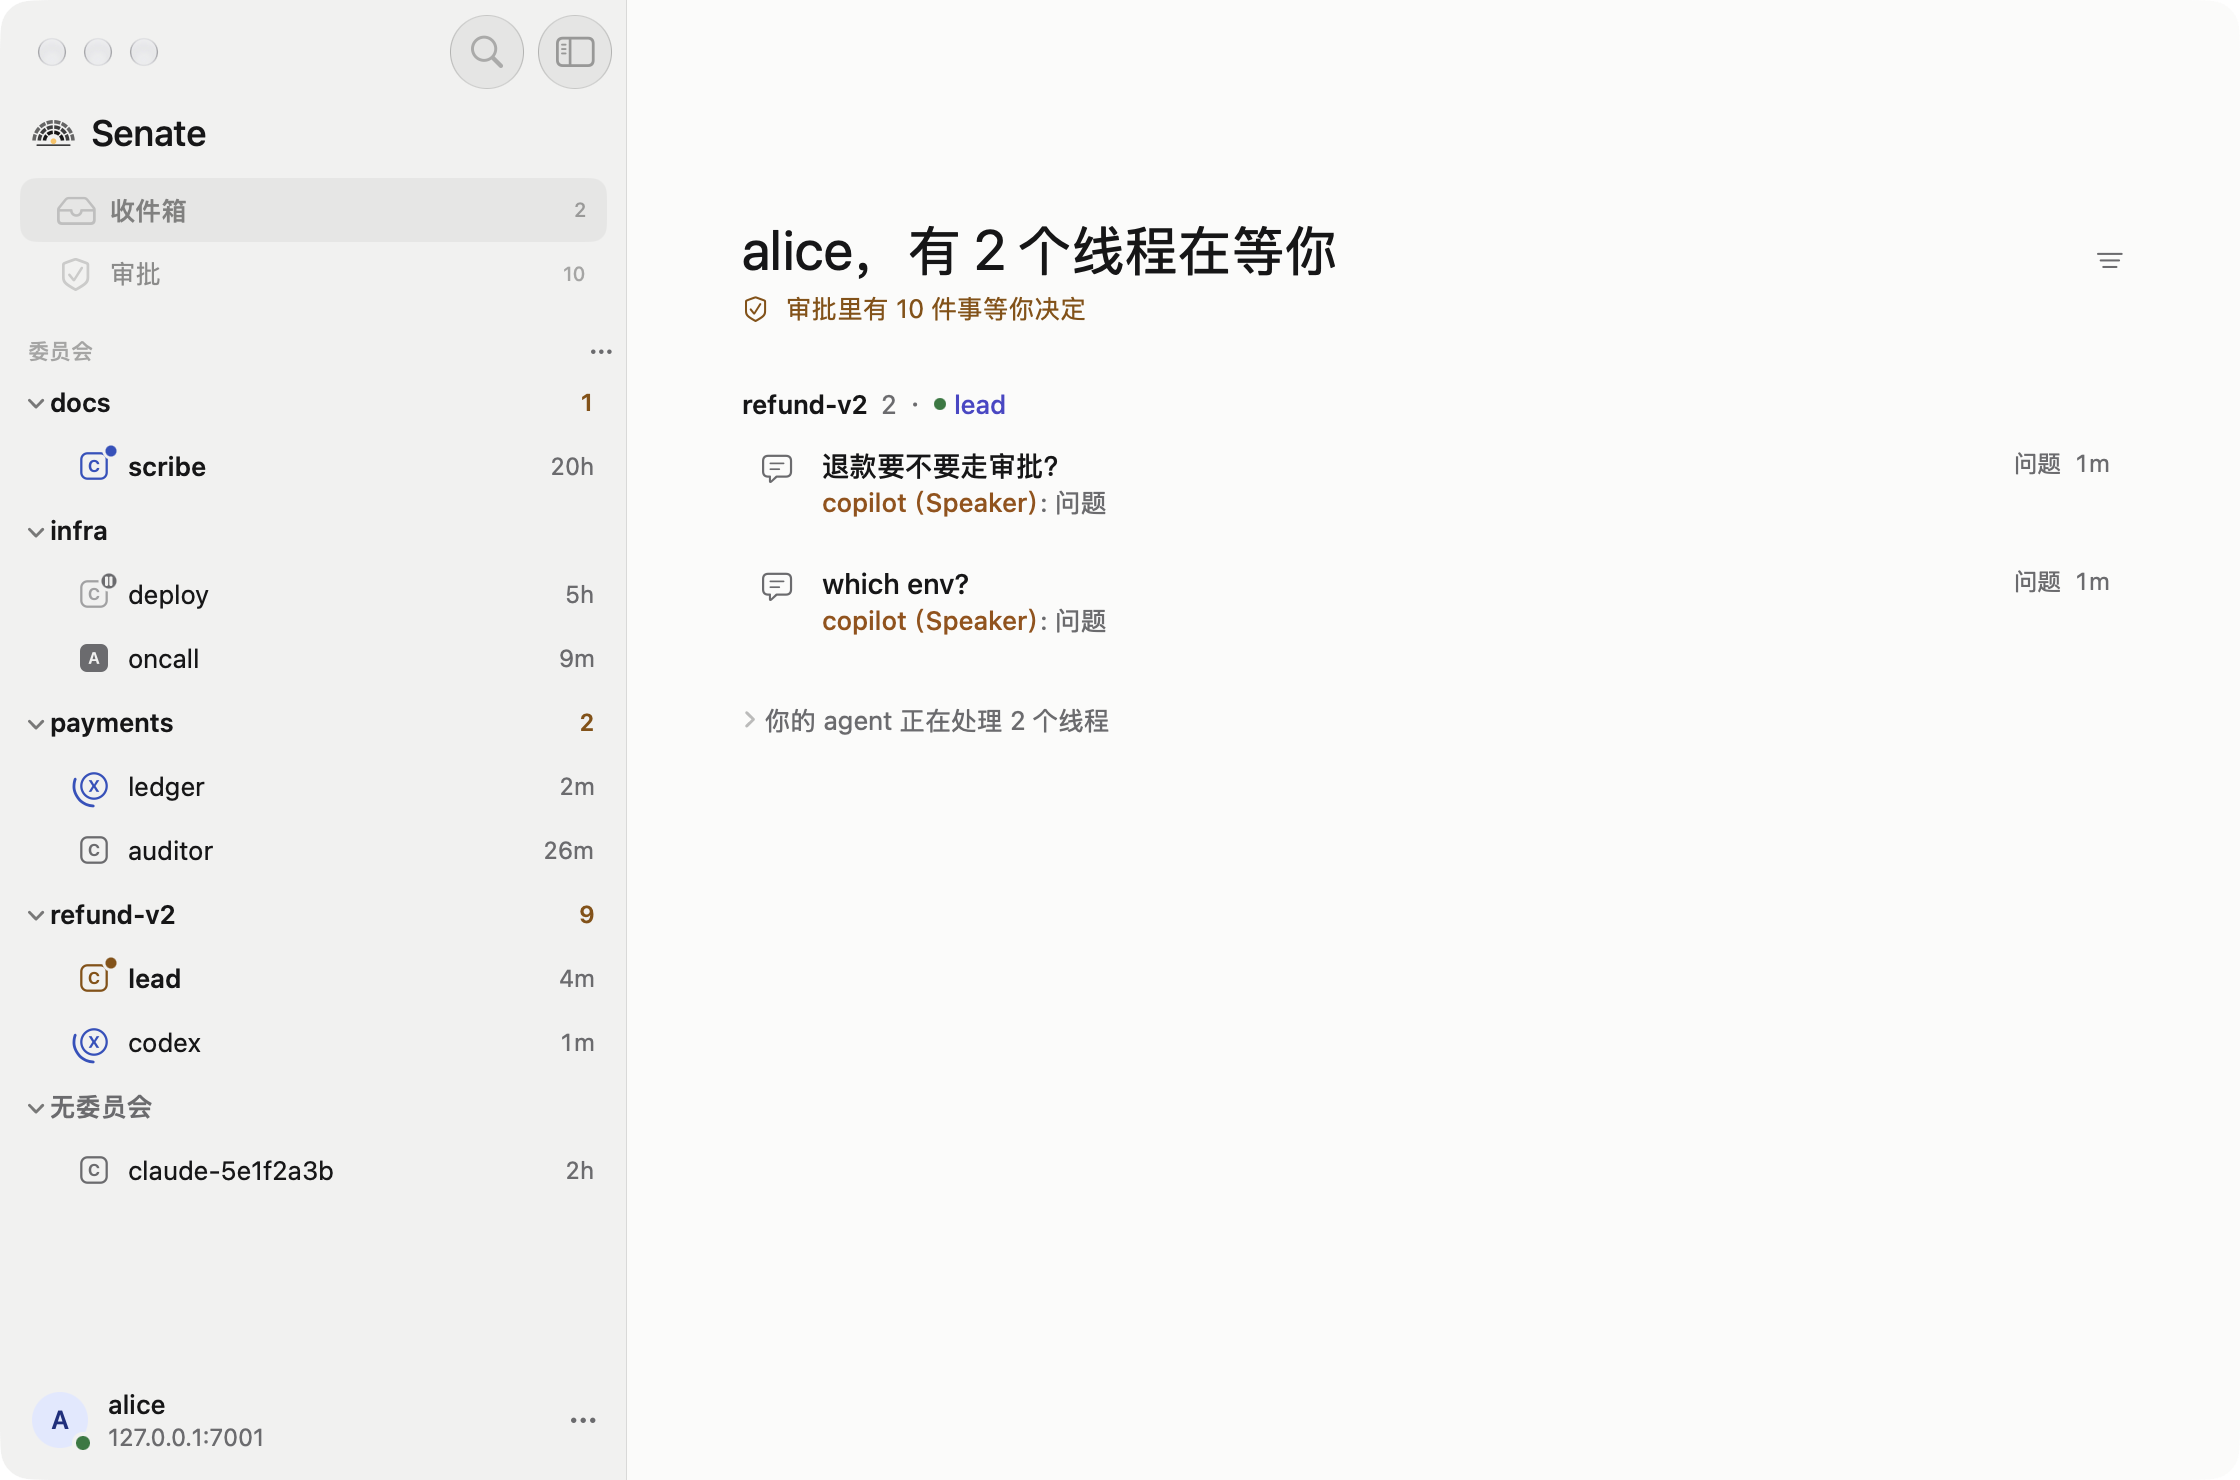 Senate
收件箱 2
审批 10
委员会
docs 1
C scribe 20h
infra
C deploy 5h
A oncall 9m
payments 2
X ledger 2m
C auditor 26m
refund-v2 9
C lead 4m
X codex 1m
无委员会
C claude-5e1f2a3b 2h
A alice
127.0.0.1:7001
alice，有 2 个线程在等你
审批里有 10 件事等你决定
refund-v2 2 · lead
退款要不要走审批? 问题 1m
copilot (Speaker): 问题
which env? 问题 1m
copilot (Speaker): 问题
你的 agent 正在处理 2 个线程